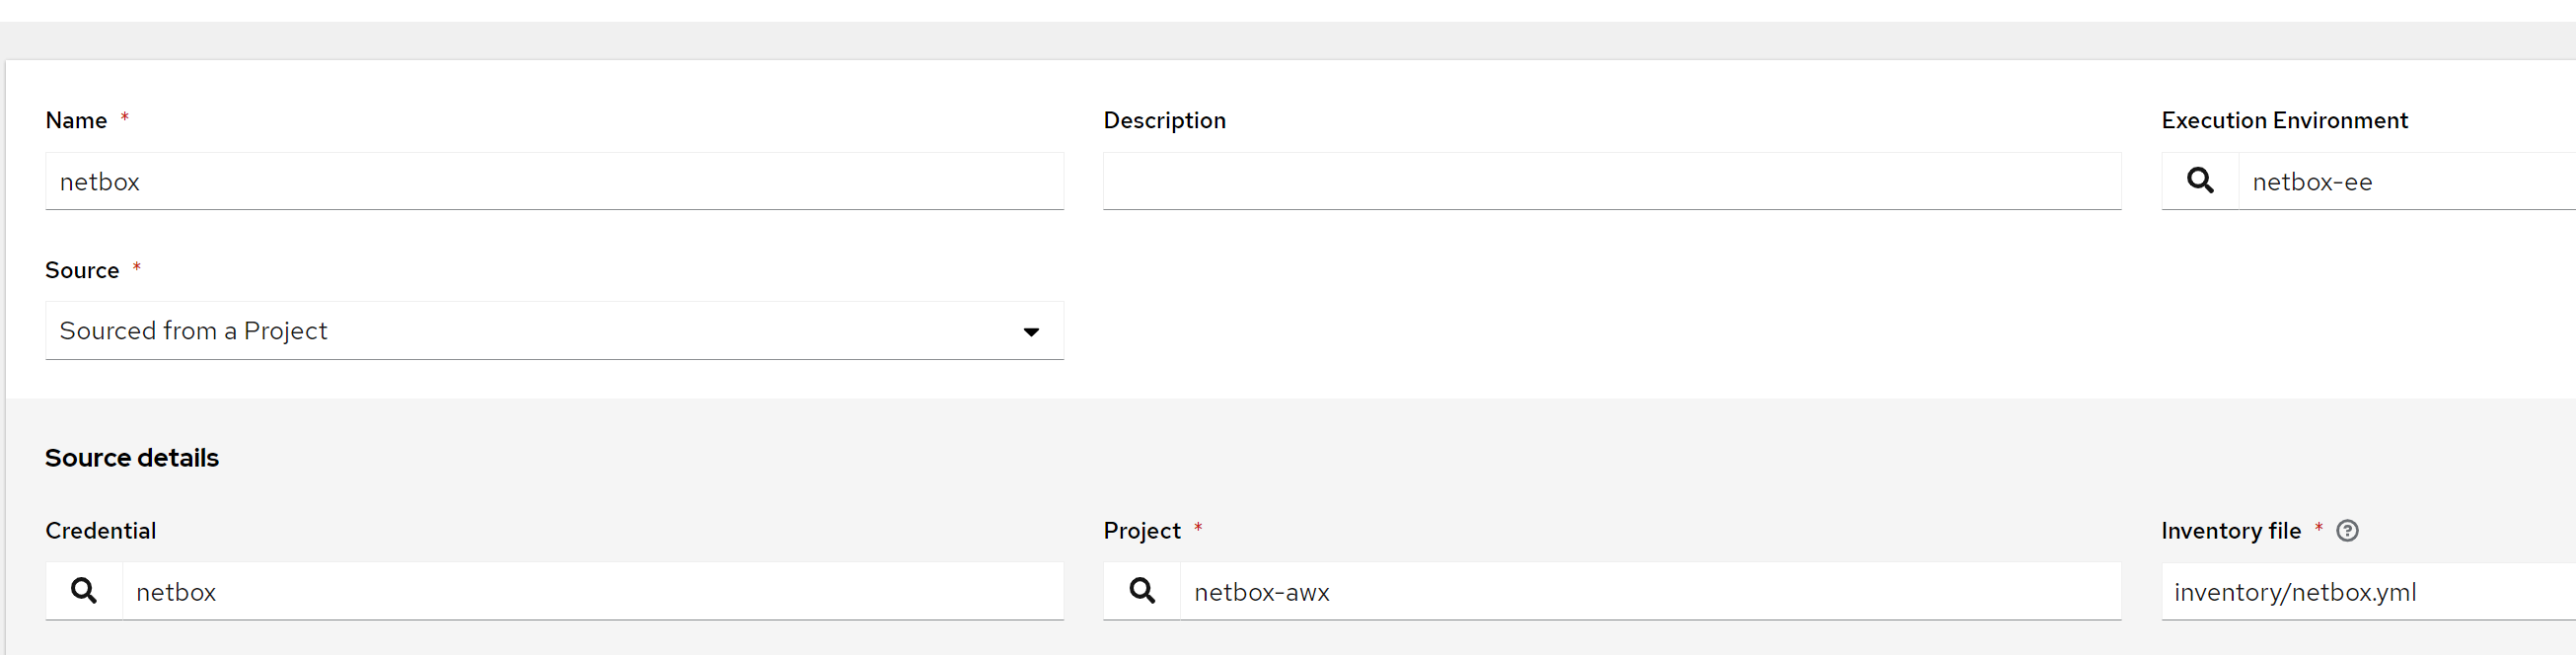 Name *
Description
Execution Environment
netbox
netbox-ee
Source *
Sourced from a Project
Source details
Credential
Project *
Inventory file *
netbox
netbox-awx
inventory/netbox.yml